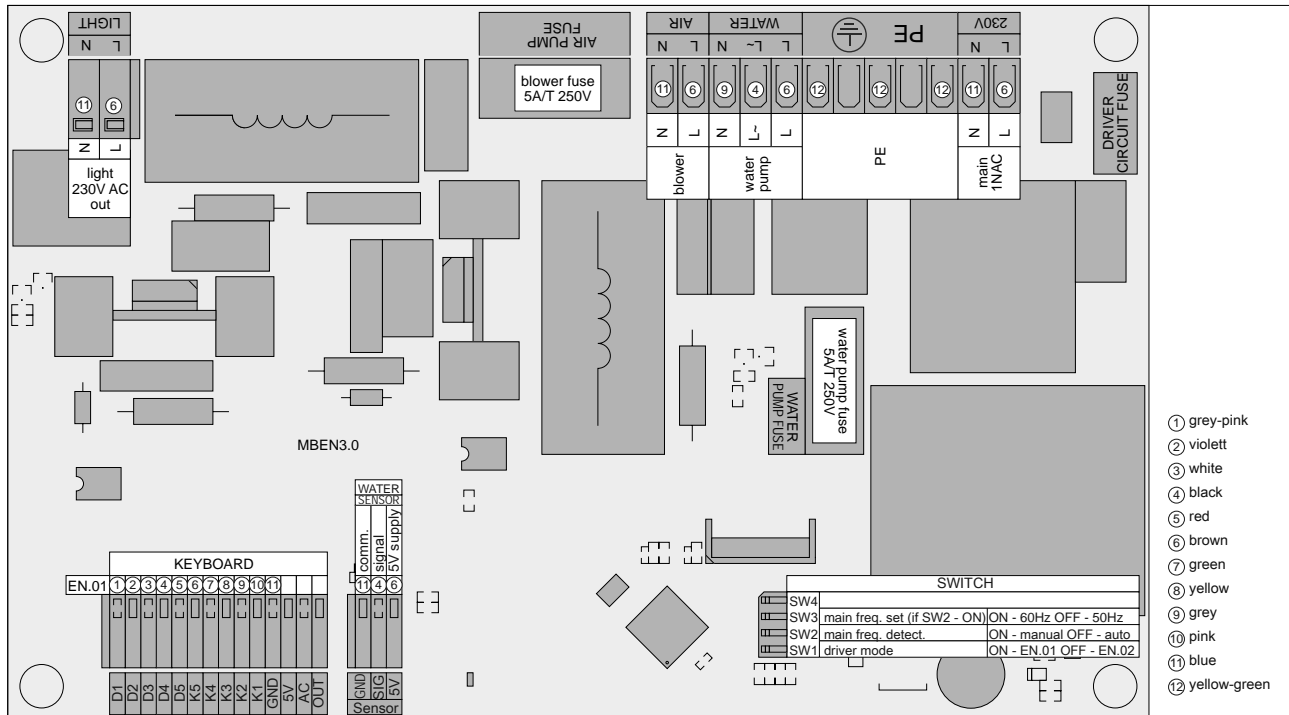 LIGHT
N L
11 6
N L
light
230V AC
out
AIR PUMP
FUSE
blower fuse
5A/T 250V
AIR WATER PE 230V
N L N L~ L N L
11 6 9 4 6 12 12 12 11 6
N L N L~ L N L
blower
water
pump
PE
main
1NAC
DRIVER
CIRCUIT FUSE
water pump fuse
5A/T 250V
WATER
PUMP FUSE
MBEN3.0
WATER
SENSOR
comm.
signal
5V supply
11 4 6
GND SIG 5V
Sensor
KEYBOARD
EN.01 1 2 3 4 5 6 7 8 9 10 11
D1 D2 D3 D4 D5 K5 K4 K3 K2 K1 GND 5V AC OUT
SWITCH
SW4
SW3 main freq. set (if SW2 - ON) ON - 60Hz OFF - 50Hz
SW2 main freq. detect. ON - manual OFF - auto
SW1 driver mode ON - EN.01 OFF - EN.02
1 grey-pink
2 violett
3 white
4 black
5 red
6 brown
7 green
8 yellow
9 grey
10 pink
11 blue
12 yellow-green